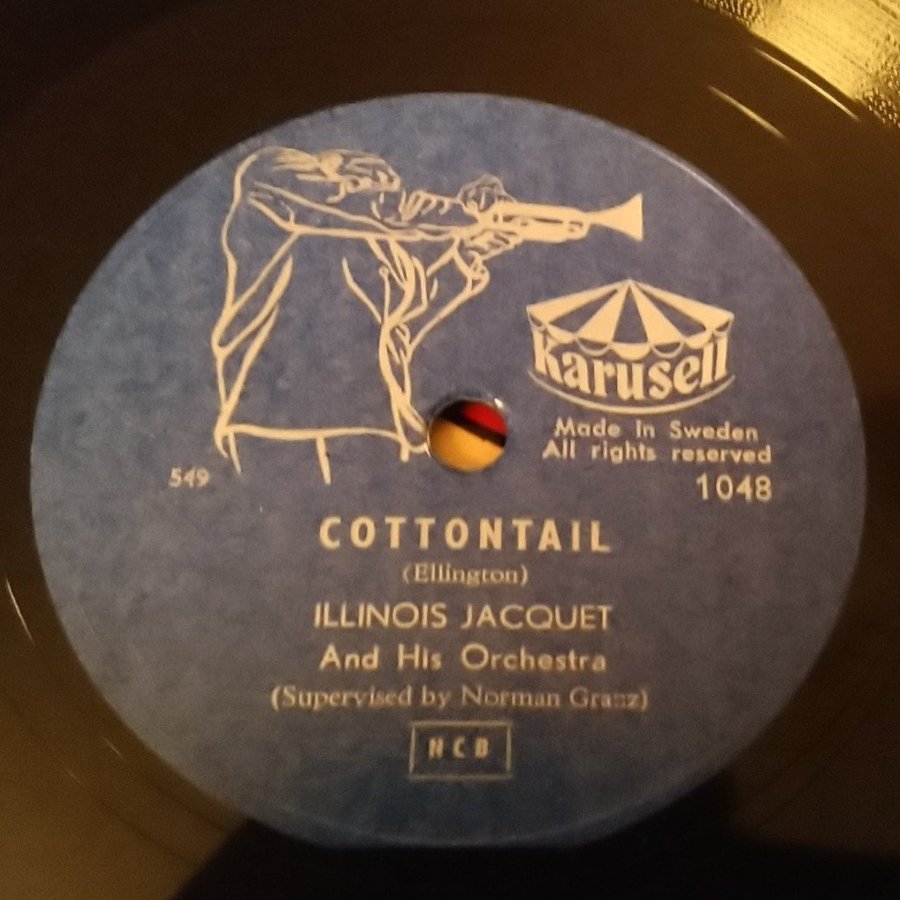 Karusell
Made in Sweden
All rights reserved
549
1048
COTTONTAIL
(Ellington)
ILLINOIS JACQUET
And His Orchestra
(Supervised by Norman Granz)
NCB